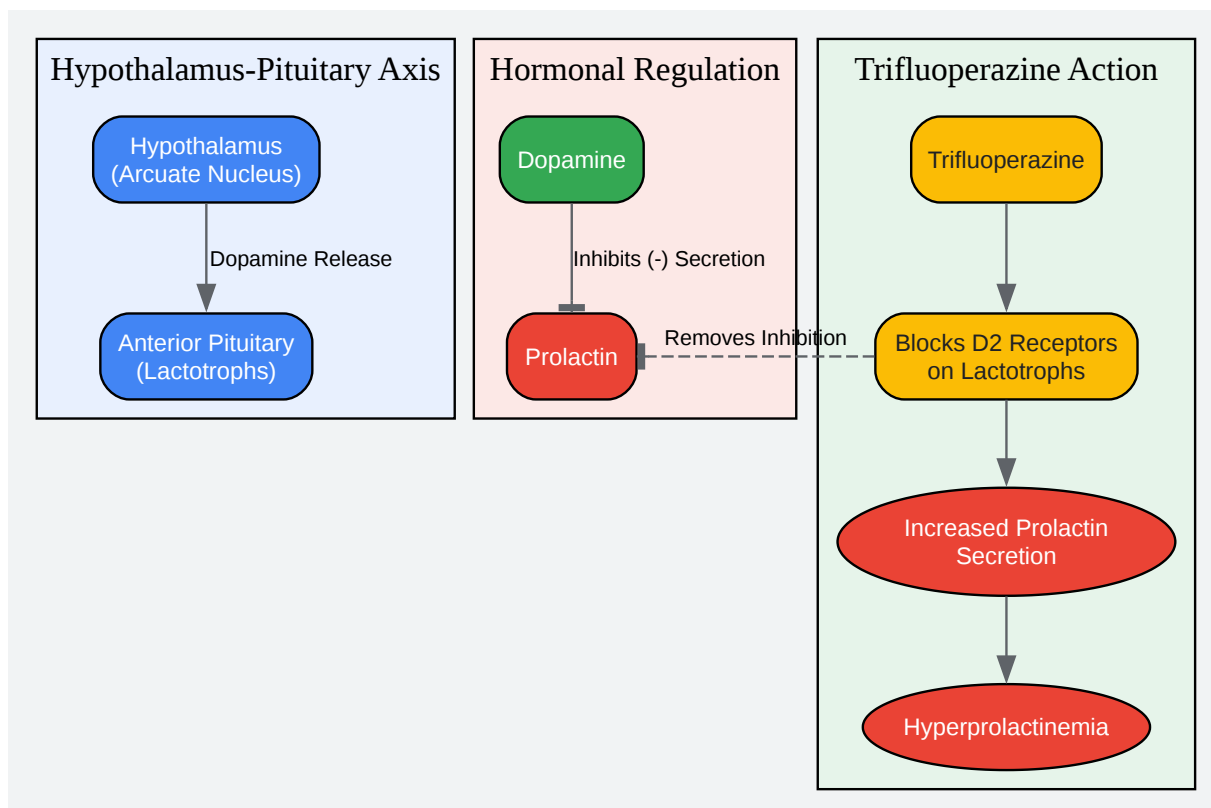 Hypothalamus-Pituitary Axis
Hypothalamus
(Arcuate Nucleus)
Dopamine Release
Anterior Pituitary
(Lactotrophs)
Hormonal Regulation
Dopamine
Inhibits (-) Secretion
Prolactin
Removes Inhibition
Trifluoperazine Action
Trifluoperazine
Blocks D2 Receptors
on Lactotrophs
Increased Prolactin
Secretion
Hyperprolactinemia